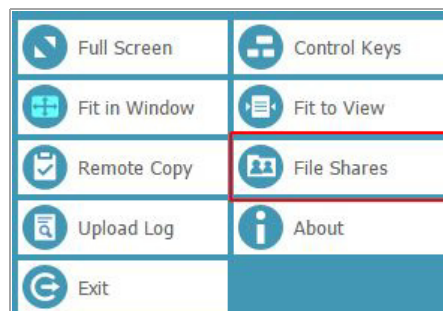 Full Screen
Control Keys
Fit in Window
Fit to View
Remote Copy
File Shares
Upload Log
About
Exit